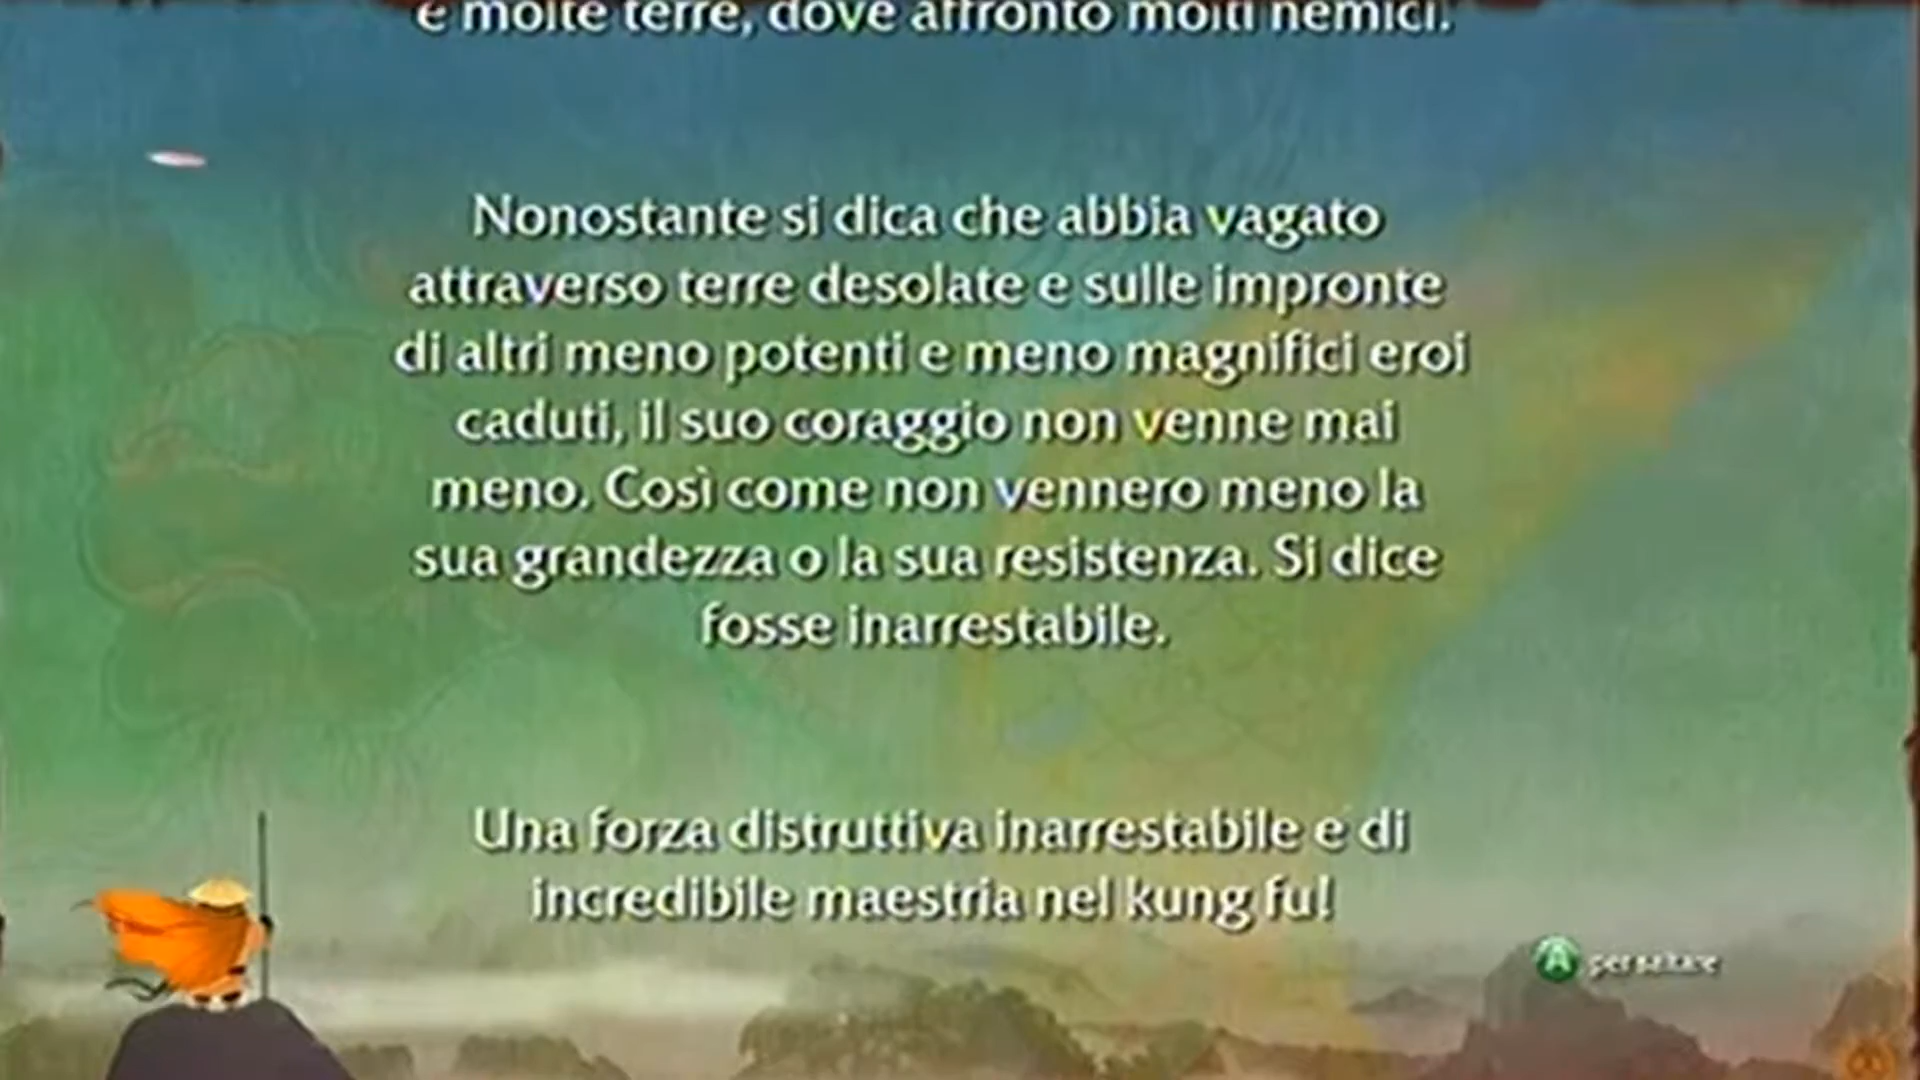 e molte terre, dove affrontò molti nemici.
Nonostante si dica che abbia vagato
attraverso terre desolate e sulle impronte
di altri meno potenti e meno magnifici eroi
caduti, il suo coraggio non venne mai
meno. Così come non vennero meno la
sua grandezza o la sua resistenza. Si dice
fosse inarrestabile.
Una forza distruttiva inarrestabile e di
incredibile maestria nel kung fu!
A per saltare